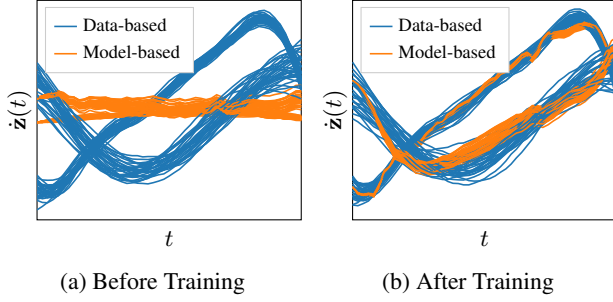 Data-based
Model-based
ż(t)
t
(a) Before Training
Data-based
Model-based
ż(t)
t
(b) After Training